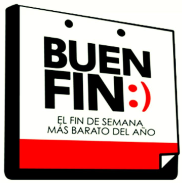 BUEN
FIN:)
EL FIN DE SEMANA
MÁS BARATO DEL AÑO